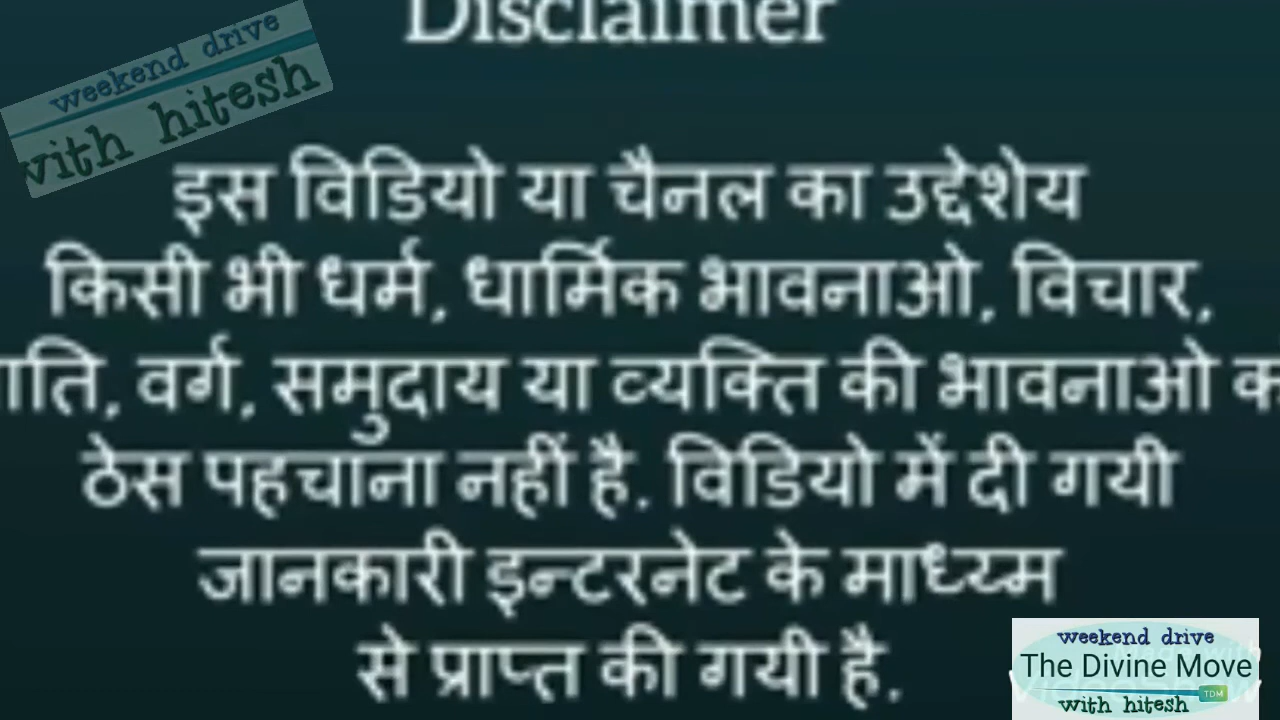 Disclaimer
weekend drive
with hitesh
इस विडियो या चैनल का उद्देशेय
किसी भी धर्म, धार्मिक भावनाओ, विचार,
ाति, वर्ग, समुदाय या व्यक्ति की भावनाओ क
ठेस पहचाना नहीं है. विडियो में दी गयी
जानकारी इन्टरनेट के माध्य्म
से प्राप्त की गयी है.
weekend drive
The Divine Move
TDM
with hitesh